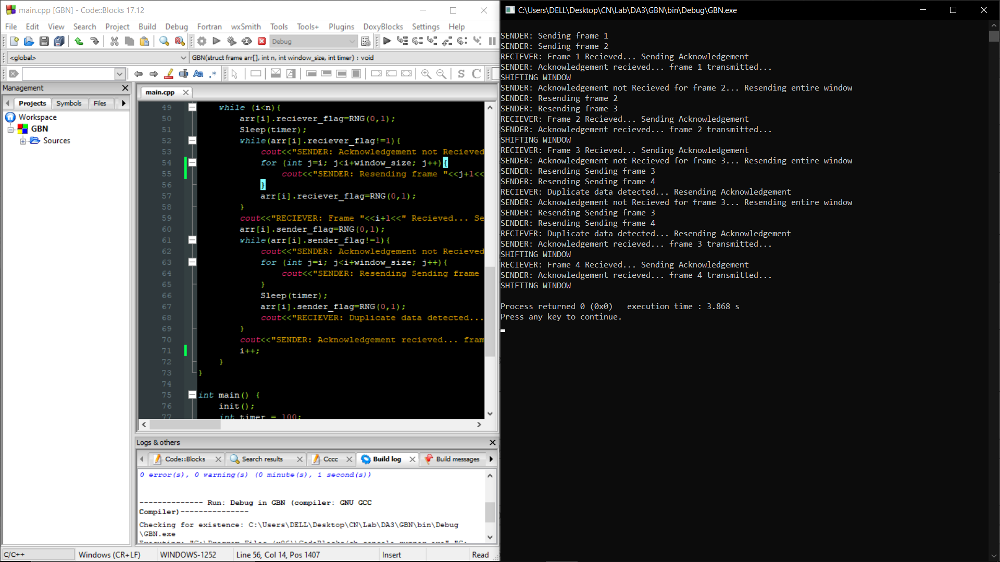 main.cpp [GBN] - Code::Blocks 17.12
File Edit View Search Project Build Debug Fortran wxSmith Tools Tools+ Plugins DoxyBlocks Settings Help
Debug
<global>
GBN(struct frame arr[], int n, int window_size, int timer) : void
S C
Management
Projects Symbols Files
Workspace
GBN
Sources
main.cpp
49 while (i<n){
50 arr[i].reciever_flag=RNG(0,1);
51 Sleep(timer);
52 while(arr[i].reciever_flag!=1){
53 cout<<"SENDER: Acknowledgement not Recieved
54 for (int j=i; j<i+window_size; j++){
55 cout<<"SENDER: Resending frame "<<j+1<<
56 }
57 arr[i].reciever_flag=RNG(0,1);
58 }
59 cout<<"RECIEVER: Frame "<<i+1<<" Recieved... Se
60 arr[i].sender_flag=RNG(0,1);
61 while(arr[i].sender_flag!=1){
62 cout<<"SENDER: Acknowledgement not Recieved
63 for (int j=i; j<i+window_size; j++){
64 cout<<"SENDER: Resending Sending frame
65 }
66 Sleep(timer);
67 arr[i].sender_flag=RNG(0,1);
68 cout<<"RECIEVER: Duplicate data detected...
69 }
70 cout<<"SENDER: Acknowledgement recieved... fram
71 i++;
72 }
73 }
74
75 int main() {
76 init();
77 int timer = 100;
Logs & others
Code::Blocks Search results Cccc Build log Build messages
0 error(s), 0 warning(s) (0 minute(s), 1 second(s))
-------------- Run: Debug in GBN (compiler: GNU GCC
Compiler)---------------
Checking for existence: C:\Users\DELL\Desktop\CN\Lab\DA3\GBN\bin\Debug
\GBN.exe
Executing: "C:\Program Files (x86)\CodeBlocks/cb_console_runner.exe" "C:
C/C++ Windows (CR+LF) WINDOWS-1252 Line 56, Col 14, Pos 1407 Insert Read
C:\Users\DELL\Desktop\CN\Lab\DA3\GBN\bin\Debug\GBN.exe
SENDER: Sending frame 1
SENDER: Sending frame 2
RECIEVER: Frame 1 Recieved... Sending Acknowledgement
SENDER: Acknowledgement recieved... frame 1 transmitted...
SHIFTING WINDOW
SENDER: Acknowledgement not Recieved for frame 2... Resending entire window
SENDER: Resending frame 2
SENDER: Resending frame 3
RECIEVER: Frame 2 Recieved... Sending Acknowledgement
SENDER: Acknowledgement recieved... frame 2 transmitted...
SHIFTING WINDOW
RECIEVER: Frame 3 Recieved... Sending Acknowledgement
SENDER: Acknowledgement not Recieved for frame 3... Resending entire window
SENDER: Resending Sending frame 3
SENDER: Resending Sending frame 4
RECIEVER: Duplicate data detected... Resending Acknowledgement
SENDER: Acknowledgement not Recieved for frame 3... Resending entire window
SENDER: Resending Sending frame 3
SENDER: Resending Sending frame 4
RECIEVER: Duplicate data detected... Resending Acknowledgement
SENDER: Acknowledgement recieved... frame 3 transmitted...
SHIFTING WINDOW
RECIEVER: Frame 4 Recieved... Sending Acknowledgement
SENDER: Acknowledgement recieved... frame 4 transmitted...
SHIFTING WINDOW
Process returned 0 (0x0) execution time : 3.868 s
Press any key to continue.